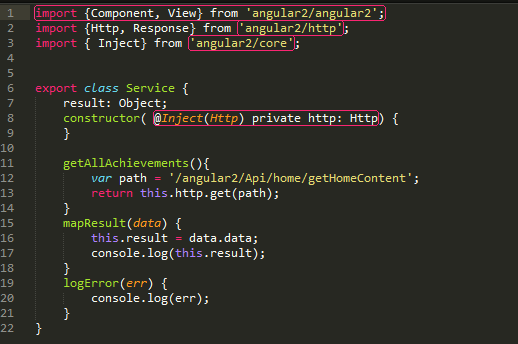 1 import {Component, View} from 'angular2/angular2';
2 import {Http, Response} from 'angular2/http';
3 import { Inject} from 'angular2/core';
4
5
6 export class Service {
7 result: Object;
8 constructor( @Inject(Http) private http: Http) {
9 }
10
11 getAllAchievements(){
12 var path = '/angular2/Api/home/getHomeContent';
13 return this.http.get(path);
14 }
15 mapResult(data) {
16 this.result = data.data;
17 console.log(this.result);
18 }
19 logError(err) {
20 console.log(err);
21 }
22 }